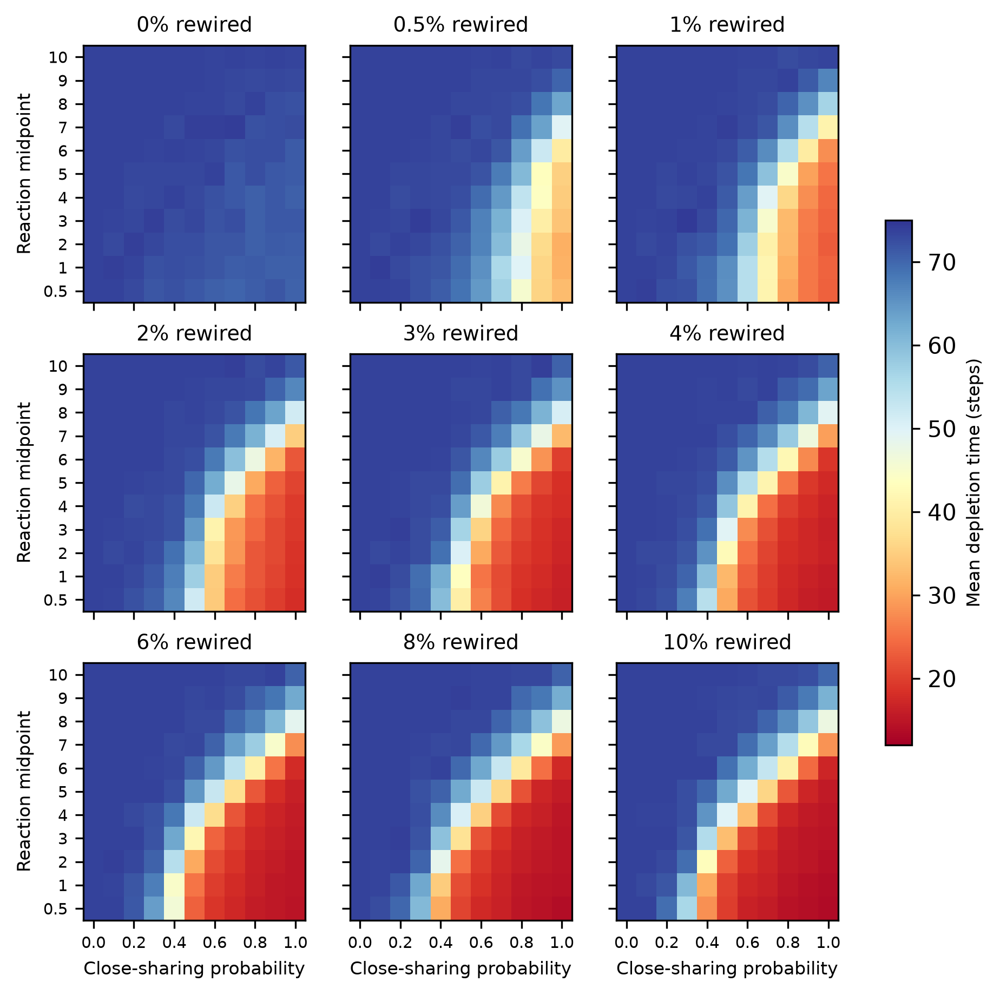 0% rewired
0.5% rewired
1% rewired
Reaction midpoint
10
9
8
7
6
5
4
3
2
1
0.5
2% rewired
3% rewired
4% rewired
Reaction midpoint
10
9
8
7
6
5
4
3
2
1
0.5
6% rewired
8% rewired
10% rewired
Reaction midpoint
10
9
8
7
6
5
4
3
2
1
0.5
0.0 0.2 0.4 0.6 0.8 1.0
0.0 0.2 0.4 0.6 0.8 1.0
0.0 0.2 0.4 0.6 0.8 1.0
Close-sharing probability
Close-sharing probability
Close-sharing probability
70
60
50
40
30
20
Mean depletion time (steps)